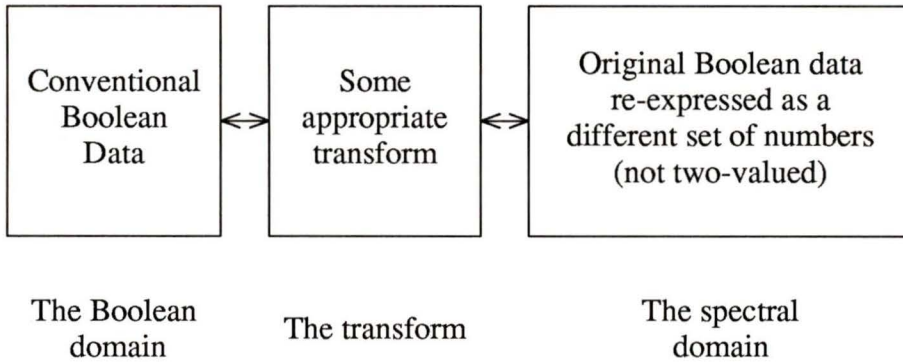 Conventional
Boolean
Data
Some
appropriate
transform
Original Boolean data
re-expressed as a
different set of numbers
(not two-valued)
The Boolean
domain
The transform
The spectral
domain